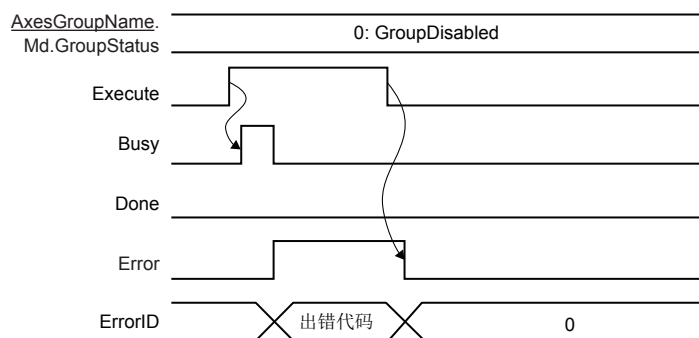 AxesGroupName.
Md.GroupStatus
0: GroupDisabled
Execute
Busy
Done
Error
ErrorID
出错代码
0